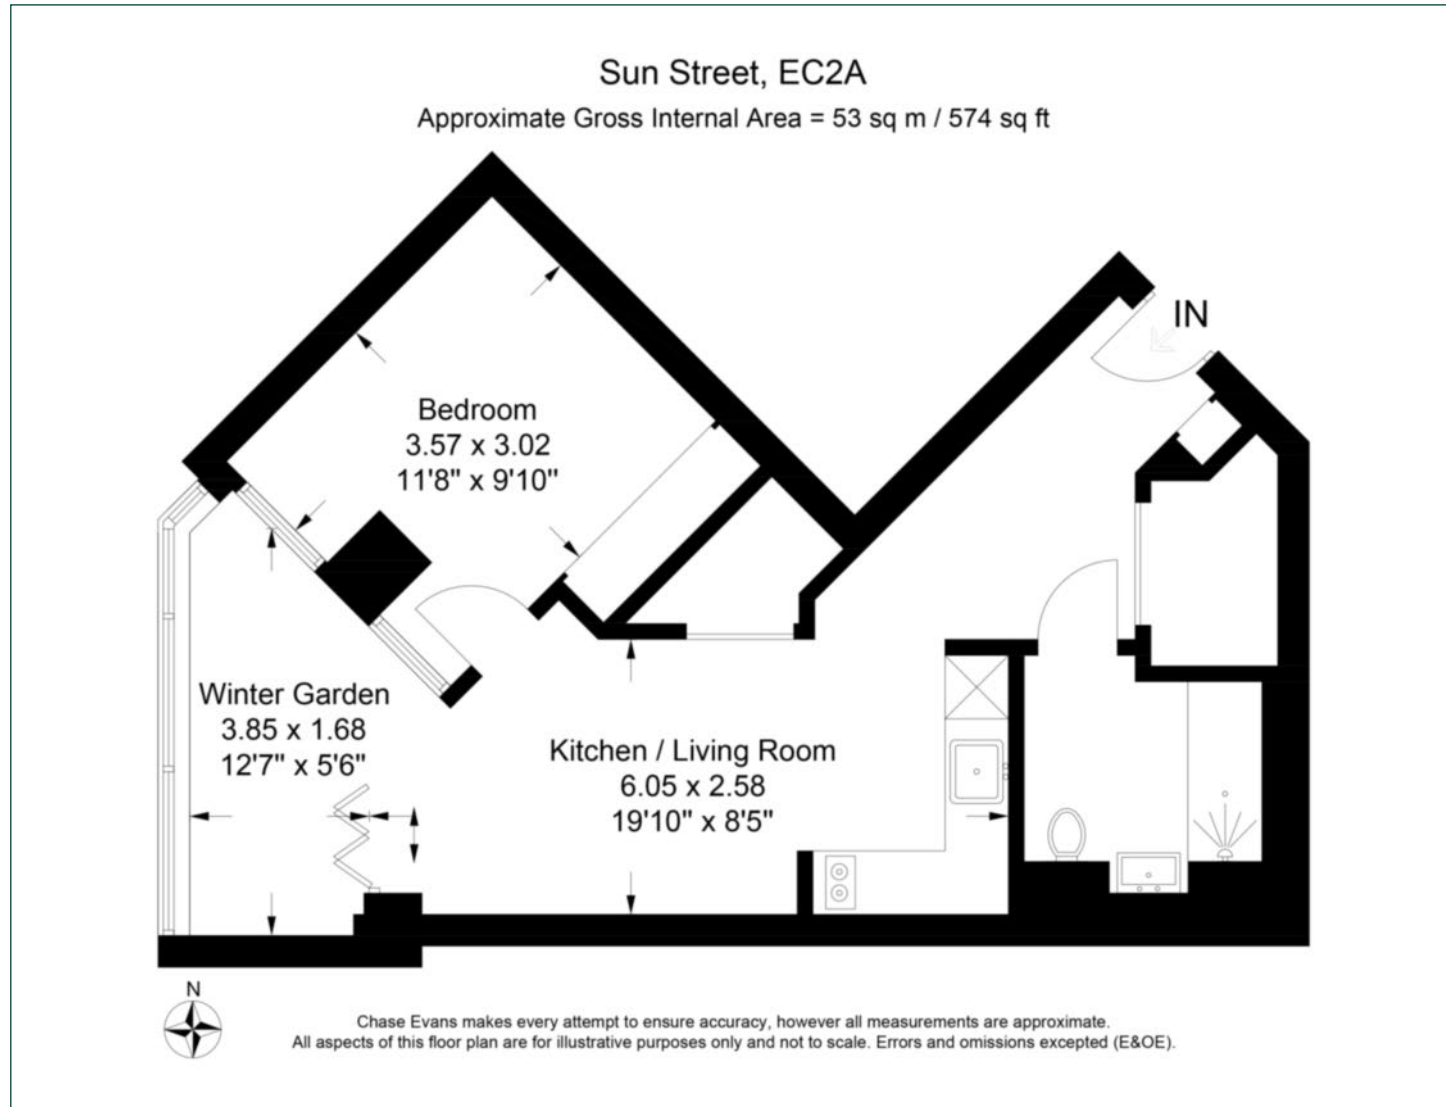 Sun Street, EC2A
Approximate Gross Internal Area = 53 sq m / 574 sq ft
IN
Bedroom
3.57 x 3.02
11'8" x 9'10"
Winter Garden
3.85 x 1.68
12'7" x 5'6"
Kitchen / Living Room
6.05 x 2.58
19'10" x 8'5"
N
Chase Evans makes every attempt to ensure accuracy, however all measurements are approximate.
All aspects of this floor plan are for illustrative purposes only and not to scale. Errors and omissions excepted (E&OE).